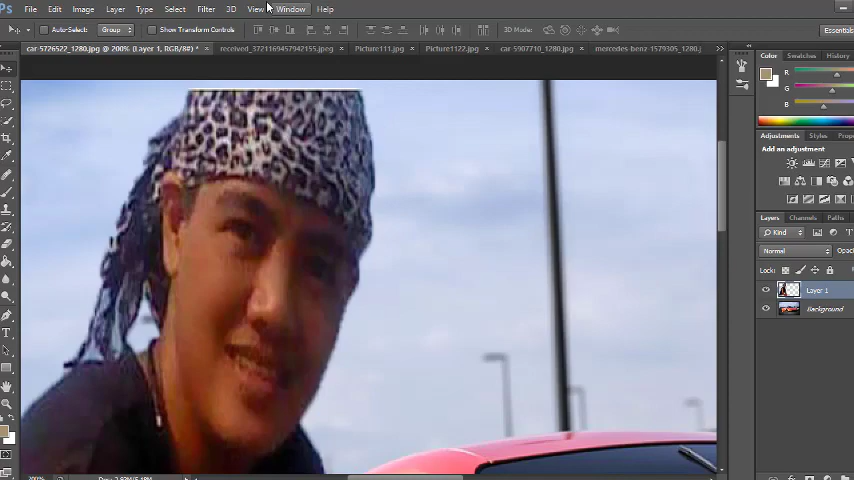 Ps File Edit Image Layer Type Select Filter 3D View Window Help
Auto-Select: Group Show Transform Controls 3D Mode: Essentials
car-5726522_1280.jpg @ 200% (Layer 1, RGB/8#) * × received_3721169457942155.jpeg × Picture111.jpg × Picture1122.jpg × car-5907710_1280.jpg × mercedes-benz-1579305_1280.j
Color Swatches
R
G
B
Adjustments Styles
Add an adjustment
Layers Channels Paths
Kind
Normal Opaci
Lock:
Layer 1
Background